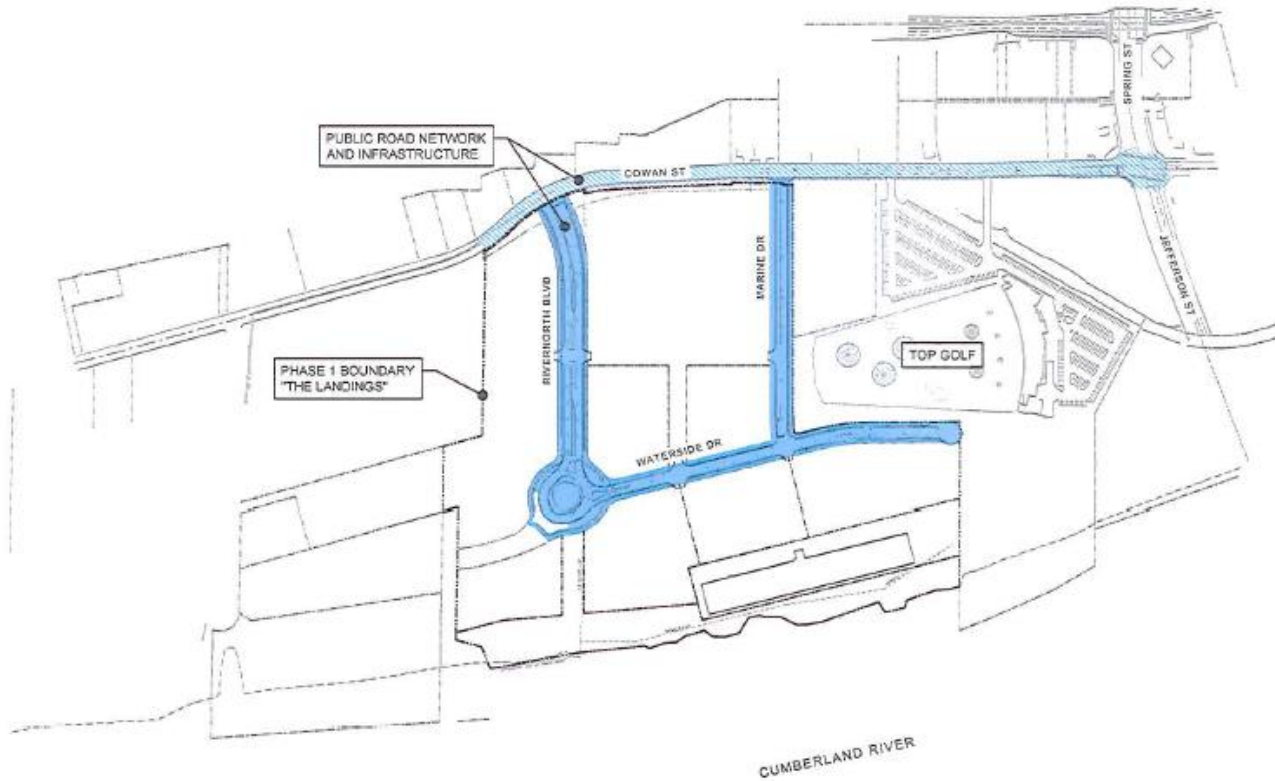 SPRING ST
PUBLIC ROAD NETWORK
AND INFRASTRUCTURE
COWAN ST
JEFFERSON ST
MARINE DR
RIVERNORTH BLVD
TOP GOLF
PHASE 1 BOUNDARY
"THE LANDINGS"
WATERSIDE DR
CUMBERLAND RIVER